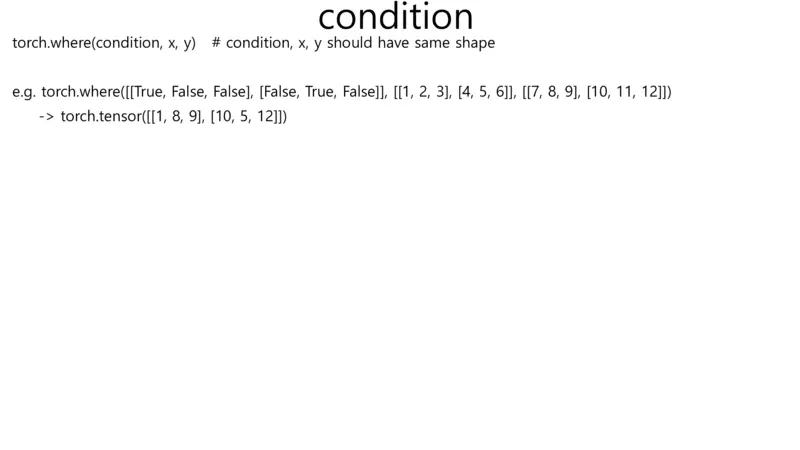 condition
torch.where(condition, x, y) # condition, x, y should have same shape
e.g. torch.where([[True, False, False], [False, True, False]], [[1, 2, 3], [4, 5, 6]], [[7, 8, 9], [10, 11, 12]])
-> torch.tensor([[1, 8, 9], [10, 5, 12]])